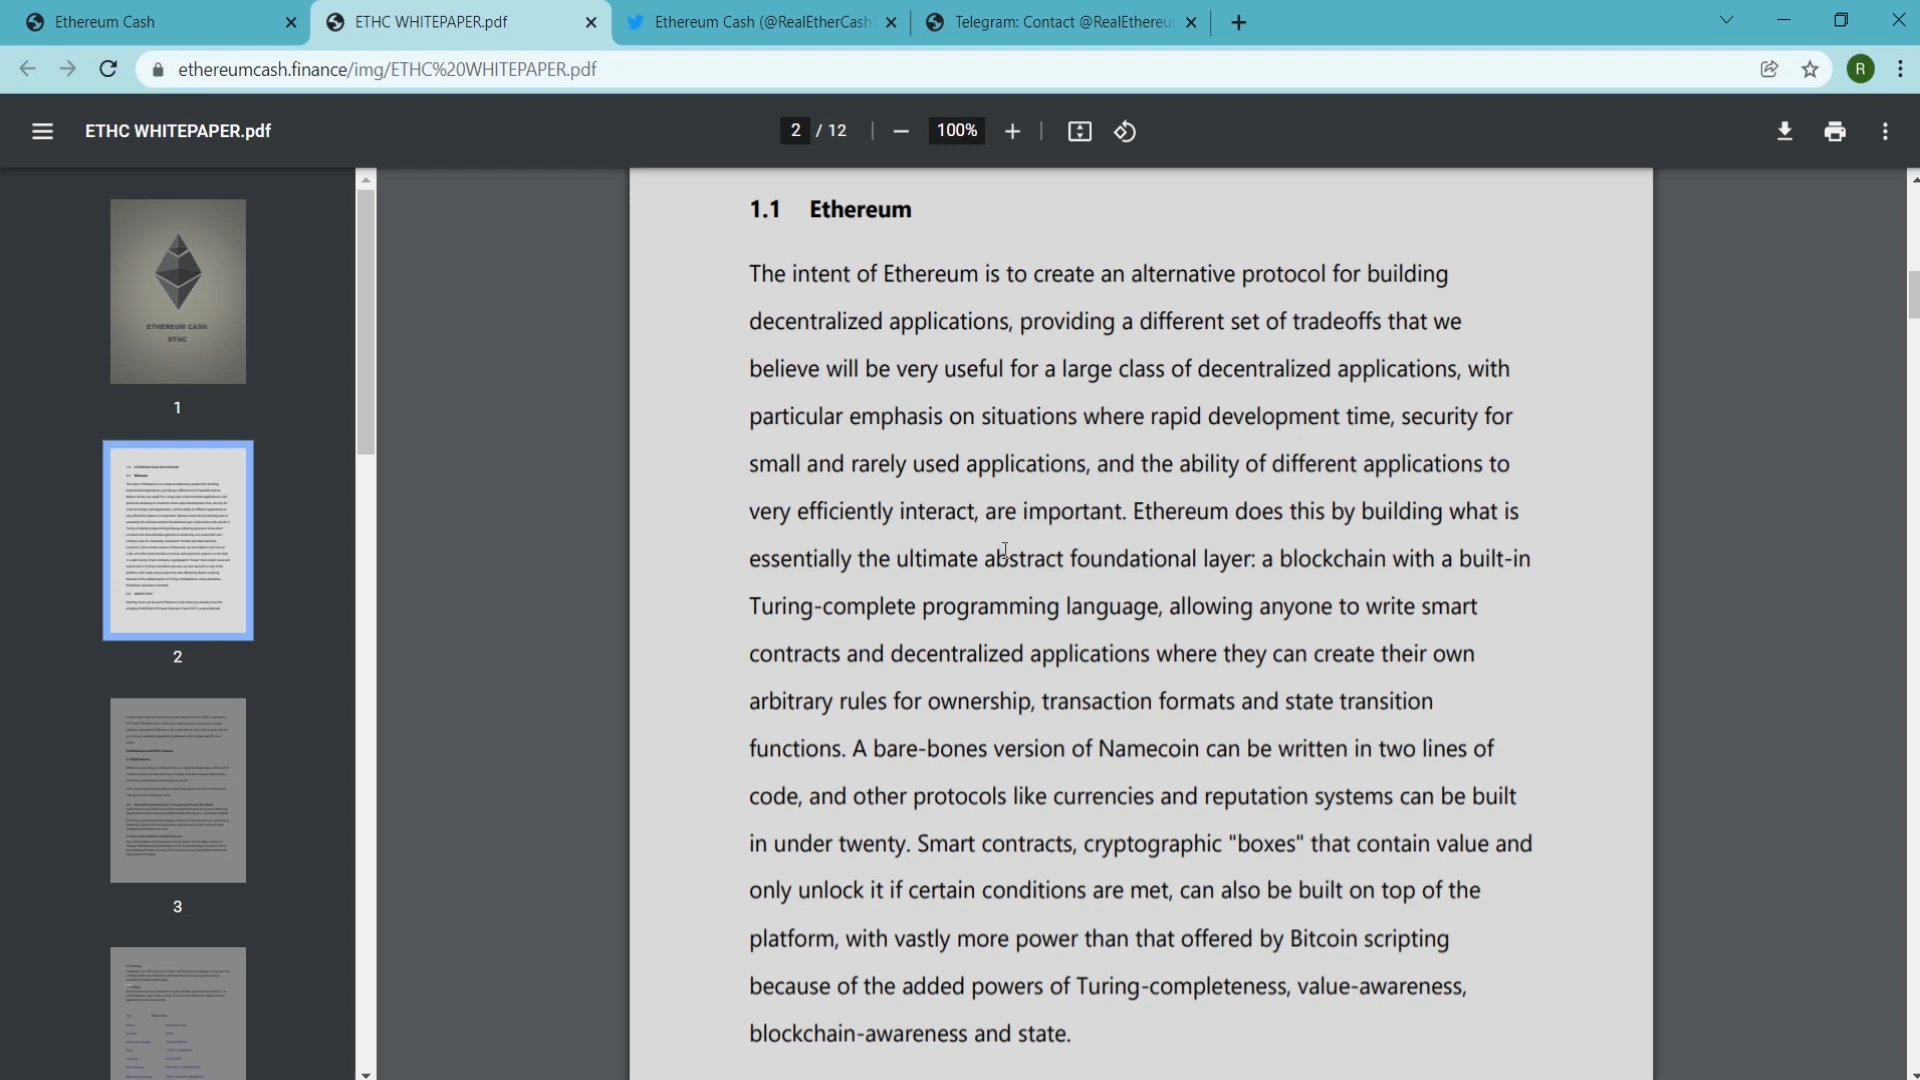 Ethereum Cash
ETHC WHITEPAPER.pdf
Ethereum Cash (@RealEtherCash
Telegram: Contact @RealEthereu
ethereumcash.finance/img/ETHC%20WHITEPAPER.pdf
R
ETHC WHITEPAPER.pdf
2 / 12
100%
ETHEREUM CASH
ETHC
1
2
3
1.1 Ethereum
The intent of Ethereum is to create an alternative protocol for building
decentralized applications, providing a different set of tradeoffs that we
believe will be very useful for a large class of decentralized applications, with
particular emphasis on situations where rapid development time, security for
small and rarely used applications, and the ability of different applications to
very efficiently interact, are important. Ethereum does this by building what is
essentially the ultimate abstract foundational layer: a blockchain with a built-in
Turing-complete programming language, allowing anyone to write smart
contracts and decentralized applications where they can create their own
arbitrary rules for ownership, transaction formats and state transition
functions. A bare-bones version of Namecoin can be written in two lines of
code, and other protocols like currencies and reputation systems can be built
in under twenty. Smart contracts, cryptographic "boxes" that contain value and
only unlock it if certain conditions are met, can also be built on top of the
platform, with vastly more power than that offered by Bitcoin scripting
because of the added powers of Turing-completeness, value-awareness,
blockchain-awareness and state.